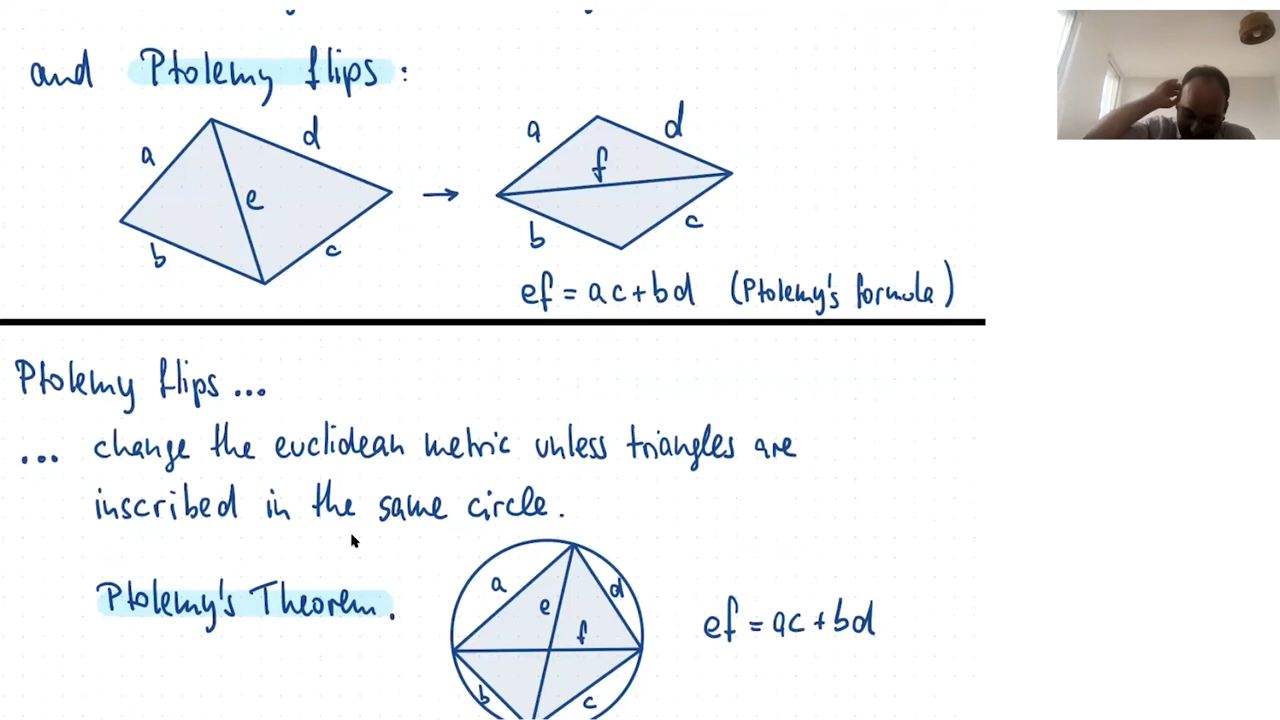 and Ptolemy flips:
a d e b c
→
a d f b c
ef = ac + bd (Ptolemy's formula)
Ptolemy flips ...
... change the euclidean metric unless triangles are
inscribed in the same circle.
Ptolemy's Theorem.
a e d f b c
ef = ac + bd